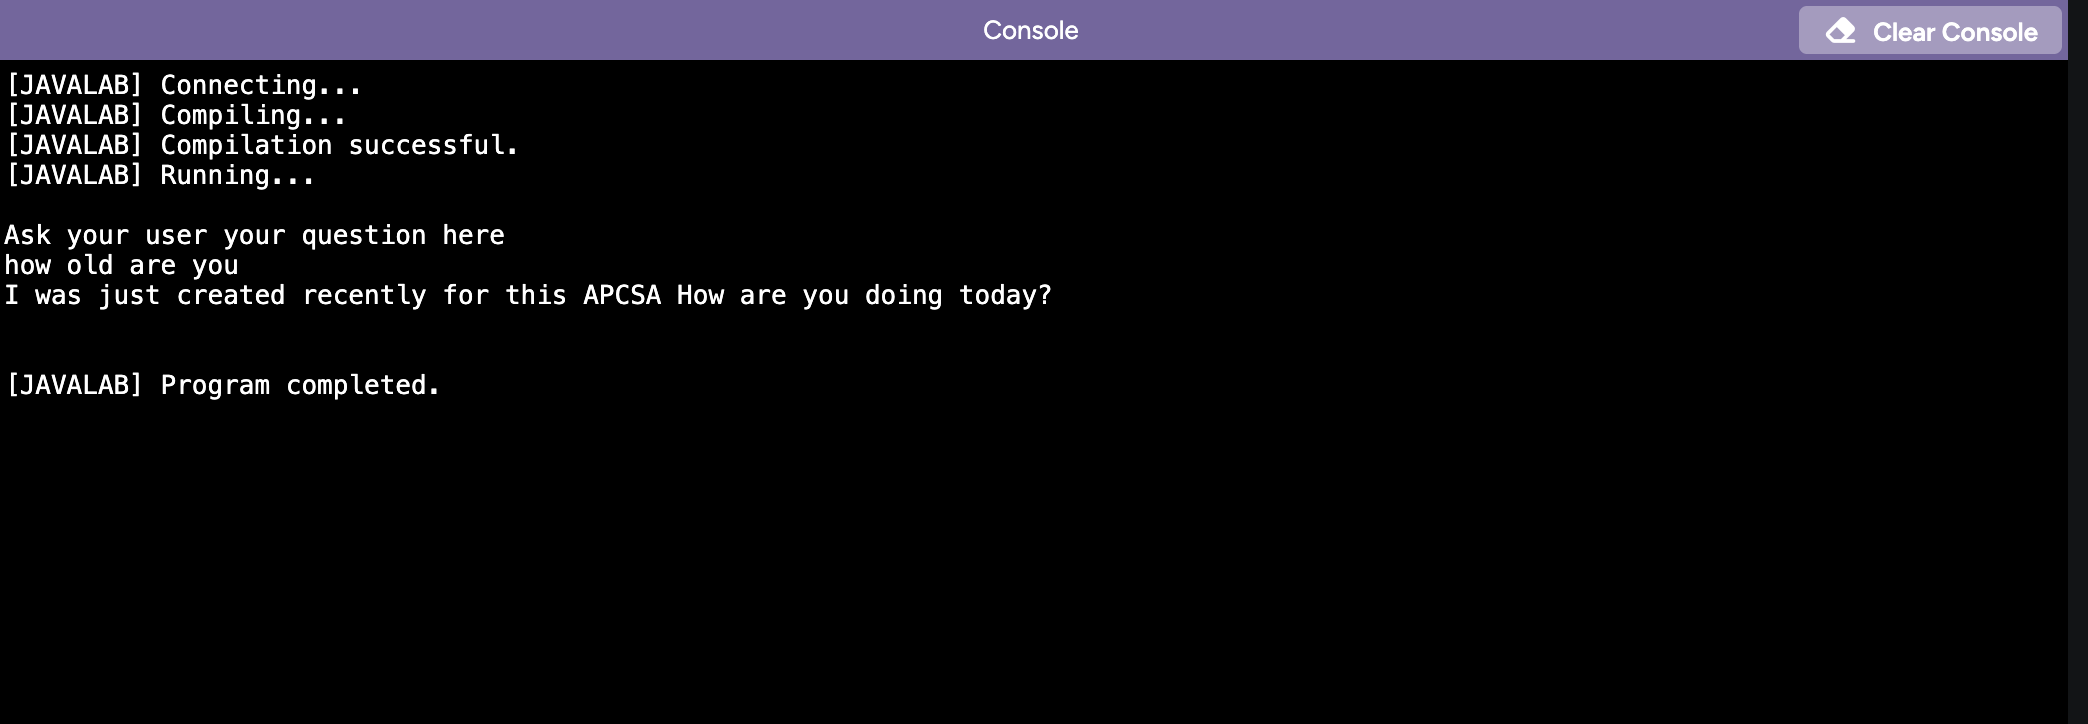 Console
Clear Console
[JAVALAB] Connecting...
[JAVALAB] Compiling...
[JAVALAB] Compilation successful.
[JAVALAB] Running...
Ask your user your question here
how old are you
I was just created recently for this APCSA How are you doing today?
[JAVALAB] Program completed.